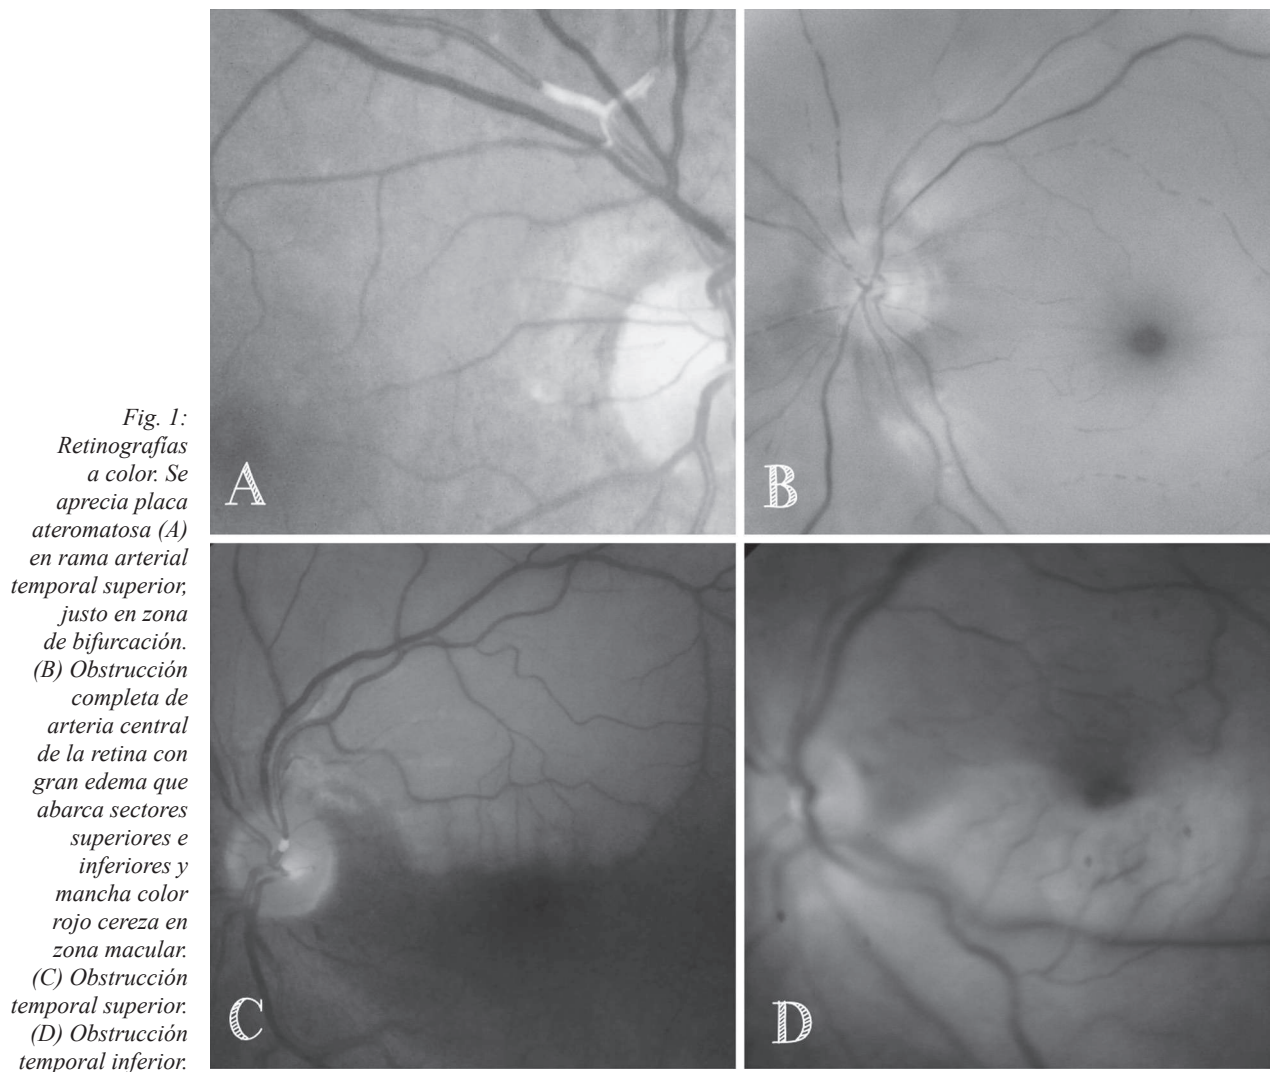 A
B
C
D
Fig. 1:
Retinografías
a color. Se
aprecia placa
ateromatosa (A)
en rama arterial
temporal superior,
justo en zona
de bifurcación.
(B) Obstrucción
completa de
arteria central
de la retina con
gran edema que
abarca sectores
superiores e
inferiores y
mancha color
rojo cereza en
zona macular.
(C) Obstrucción
temporal superior.
(D) Obstrucción
temporal inferior.